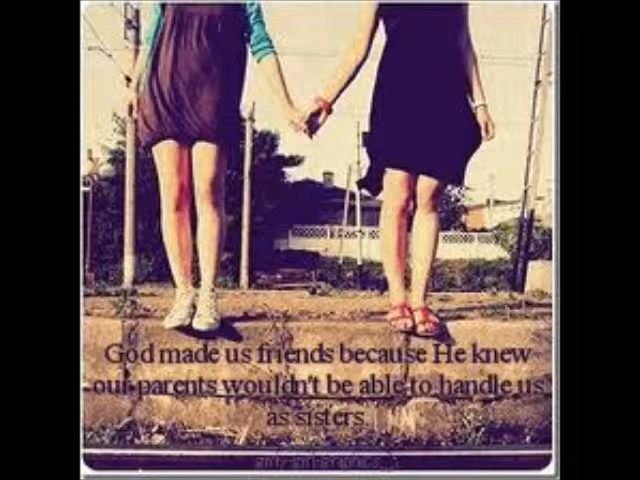 God made us friends because He knew
our parents wouldn't be able to handle us
as sisters